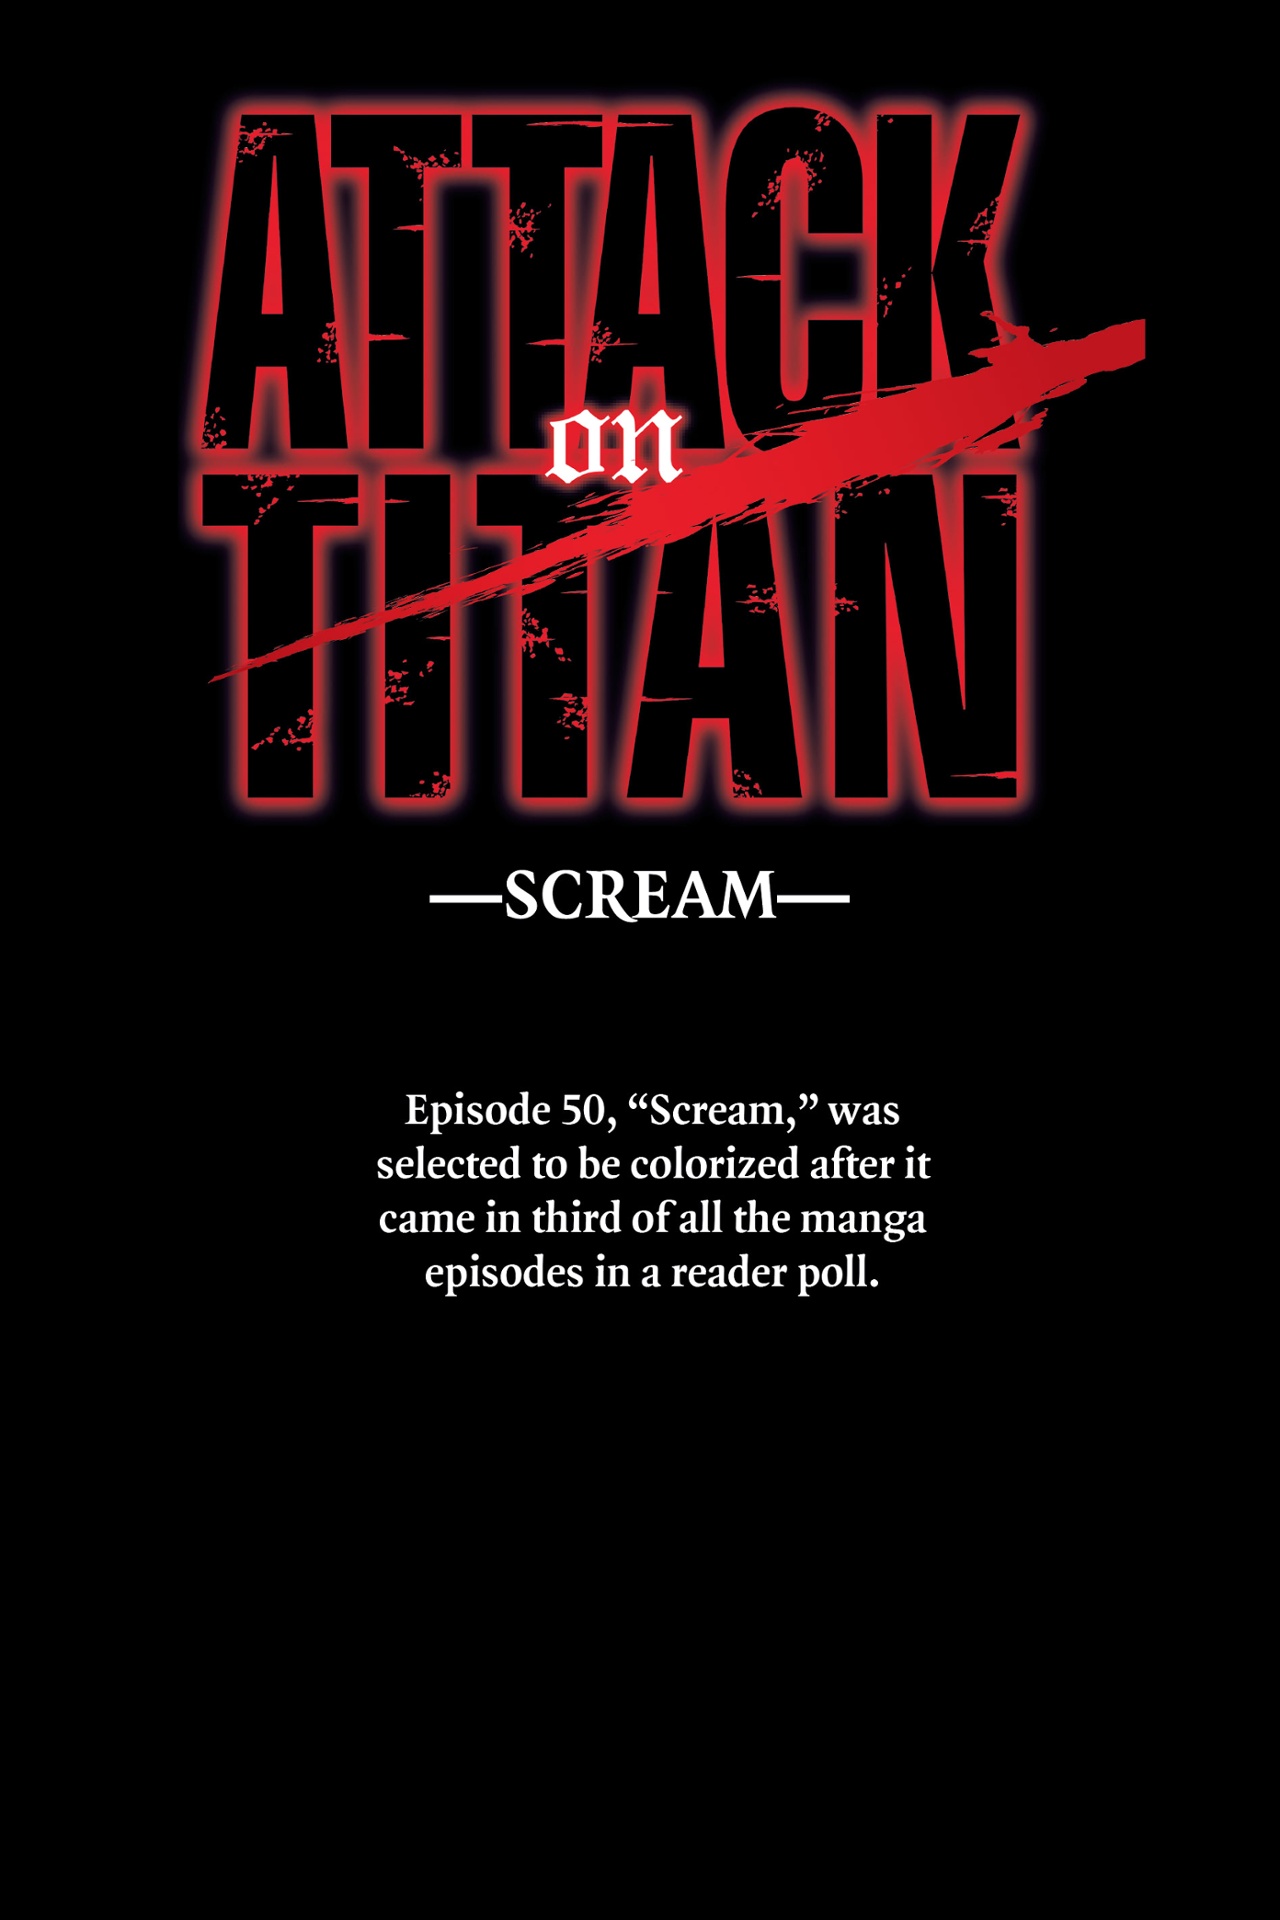 ATTACK
on
TITAN
—SCREAM—
Episode 50, “Scream,” was
selected to be colorized after it
came in third of all the manga
episodes in a reader poll.